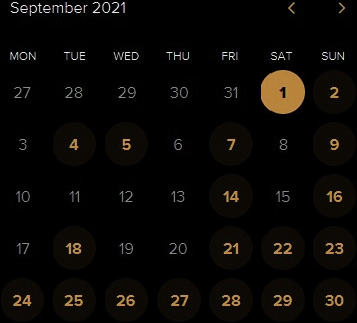 September 2021
MON TUE WED THU FRI SAT SUN
27 28 29 30 31 1 2
3 4 5 6 7 8 9
10 11 12 13 14 15 16
17 18 19 20 21 22 23
24 25 26 27 28 29 30